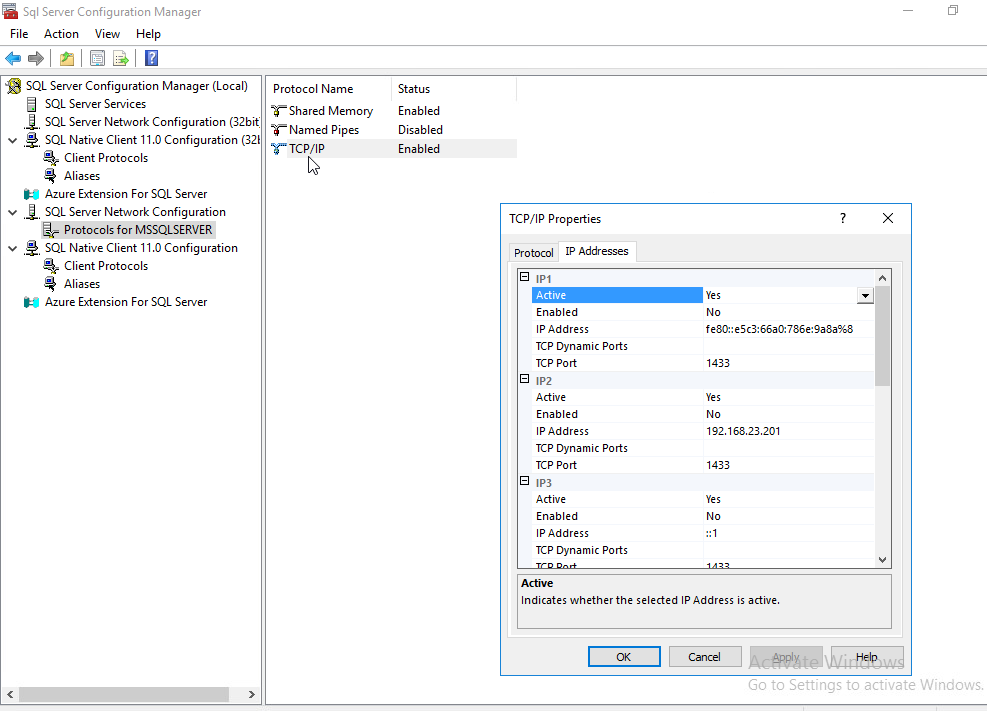 Sql Server Configuration Manager
File Action View Help
SQL Server Configuration Manager (Local)
SQL Server Services
SQL Server Network Configuration (32bit
SQL Native Client 11.0 Configuration (32b
Client Protocols
Aliases
Azure Extension For SQL Server
SQL Server Network Configuration
Protocols for MSSQLSERVER
SQL Native Client 11.0 Configuration
Client Protocols
Aliases
Azure Extension For SQL Server
Protocol Name Status
Shared Memory Enabled
Named Pipes Disabled
TCP/IP Enabled
TCP/IP Properties
Protocol IP Addresses
IP1
Active Yes
Enabled No
IP Address fe80::e5c3:66a0:786e:9a8a%8
TCP Dynamic Ports
TCP Port 1433
IP2
Active Yes
Enabled No
IP Address 192.168.23.201
TCP Dynamic Ports
TCP Port 1433
IP3
Active Yes
Enabled No
IP Address ::1
TCP Dynamic Ports
TCP Port 1433
Active
Indicates whether the selected IP Address is active.
OK Cancel Apply Help
Activate Windows
Go to Settings to activate Windows.